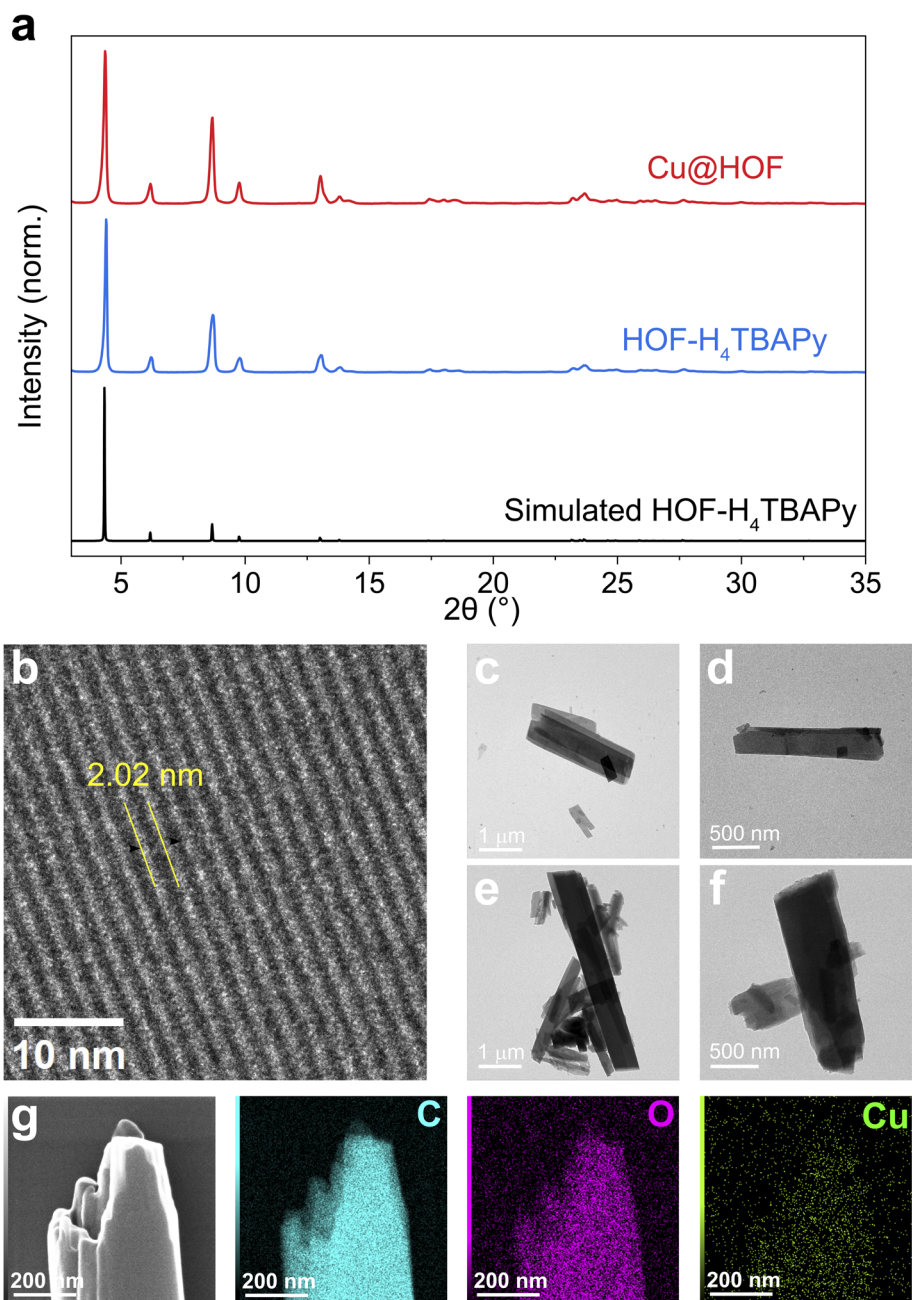 a
Intensity (norm.)
Cu@HOF
HOF-H₄TBAPy
Simulated HOF-H₄TBAPy
5 10 15 20 25 30 35
2θ (°)
b
2.02 nm
10 nm
c
1 μm
d
500 nm
e
1 μm
f
500 nm
g
200 nm
C
200 nm
O
200 nm
Cu
200 nm